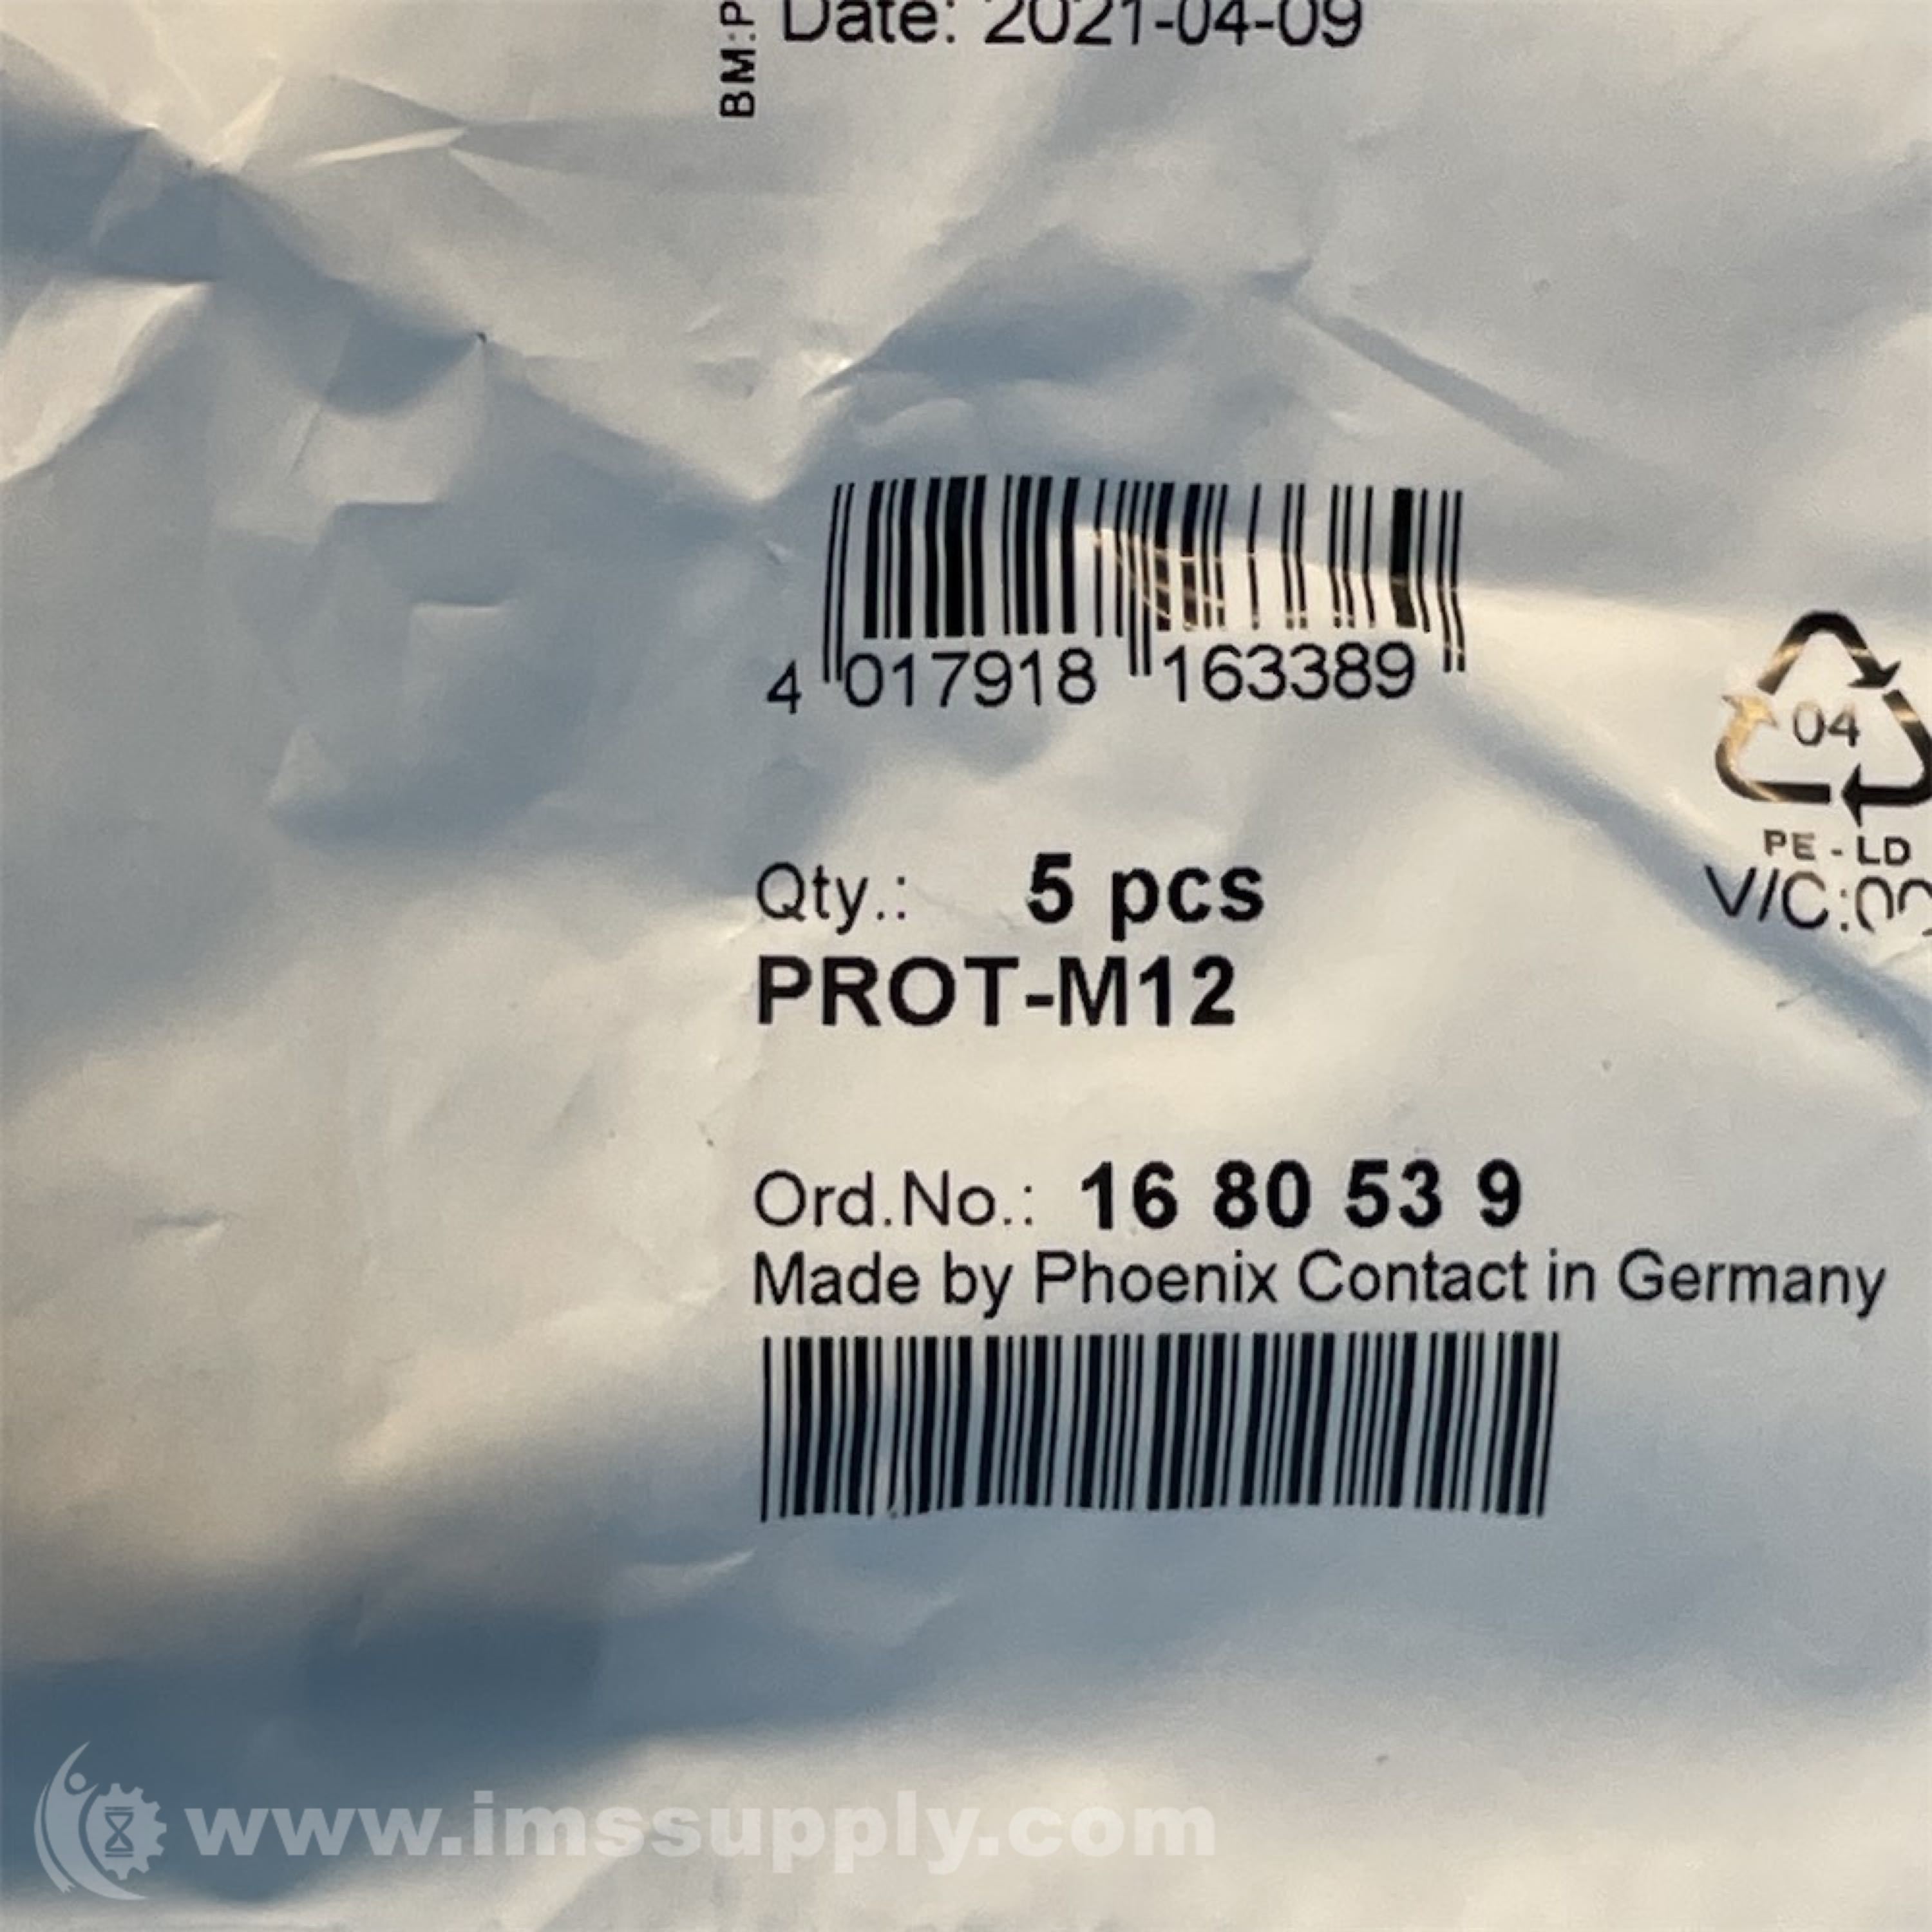 BM:P
Date: 2021-04-09
4 017918 163389
04
PE-LD
V/C:
Qty.: 5 pcs
PROT-M12
Ord.No.: 16 80 53 9
Made by Phoenix Contact in Germany
www.imssupply.com